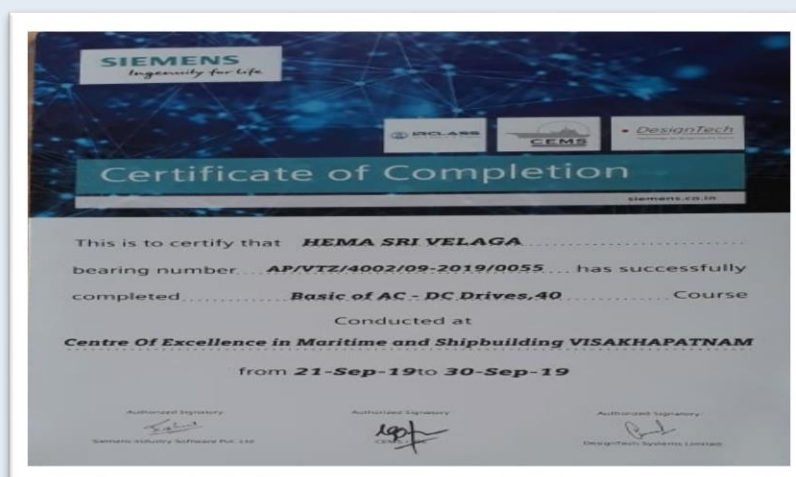 SIEMENS
Ingenuity for life
IRCLASS
CEMS
DesignTech
Certificate of Completion
siemens.co.in
This is to certify that HEMA SRI VELAGA
bearing number AP/VTZ/4002/09-2019/0055 has successfully
completed Basic of AC - DC Drives,40 Course
Conducted at
Centre Of Excellence in Maritime and Shipbuilding VISAKHAPATNAM
from 21-Sep-19to 30-Sep-19
Authorized Signatory Authorized Signatory Authorized Signatory
Siemens Industry Software Pvt. Ltd DesignTech Systems Limited